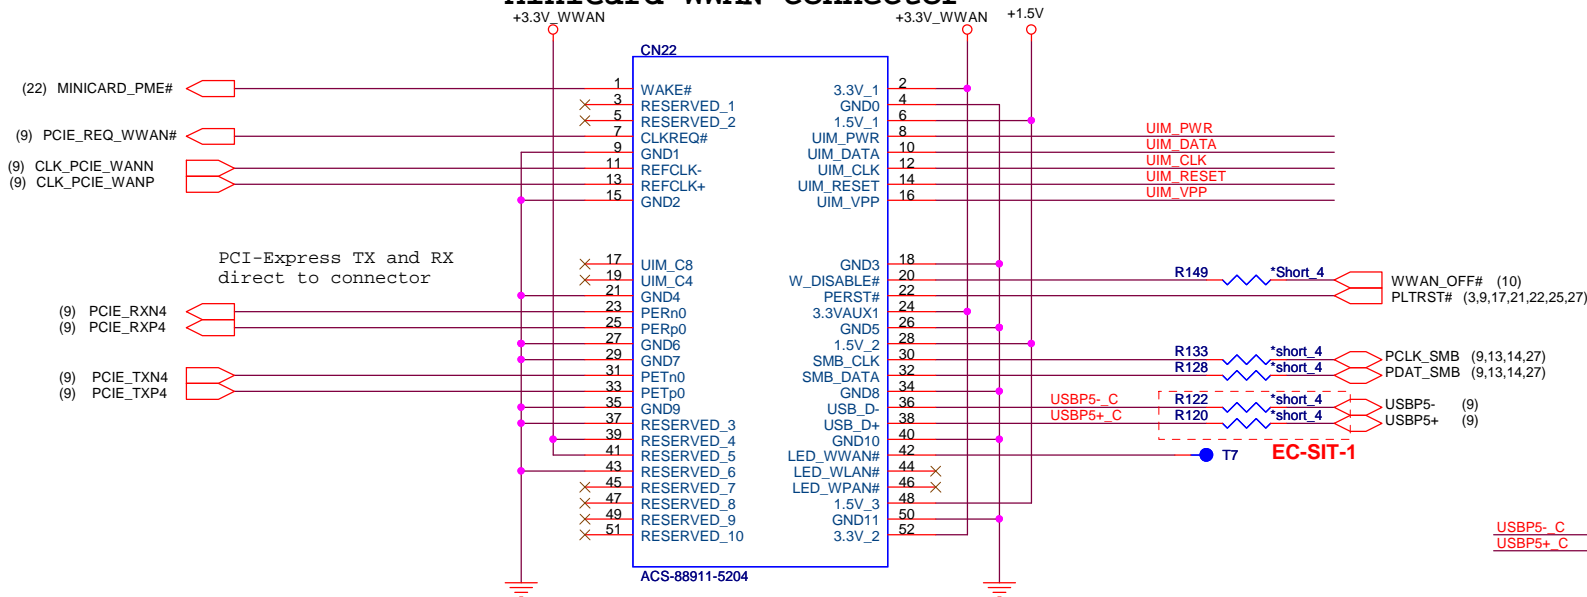 Minicard WWAN Connector
+3.3V_WWAN +3.3V_WWAN +1.5V
CN22
(22) MINICARD_PME# 1 WAKE# 3.3V_1 2
3 RESERVED_1 GND0 4
5 RESERVED_2 1.5V_1 6
(9) PCIE_REQ_WWAN# 7 CLKREQ# UIM_PWR 8 UIM_PWR
9 GND1 UIM_DATA 10 UIM_DATA
(9) CLK_PCIE_WANN 11 REFCLK- UIM_CLK 12 UIM_CLK
(9) CLK_PCIE_WANP 13 REFCLK+ UIM_RESET 14 UIM_RESET
15 GND2 UIM_VPP 16 UIM_VPP
PCI-Express TX and RX
direct to connector
17 UIM_C8 GND3 18
19 UIM_C4 W_DISABLE# 20 R149 *Short_4 WWAN_OFF# (10)
21 GND4 PERST# 22 PLTRST# (3,9,17,21,22,25,27)
(9) PCIE_RXN4 23 PERn0 3.3VAUX1 24
(9) PCIE_RXP4 25 PERp0 GND5 26
27 GND6 1.5V_2 28
29 GND7 SMB_CLK 30 R133 *short_4 PCLK_SMB (9,13,14,27)
(9) PCIE_TXN4 31 PETn0 SMB_DATA 32 R128 *short_4 PDAT_SMB (9,13,14,27)
(9) PCIE_TXP4 33 PETp0 GND8 34
35 GND9 USB_D- 36 USBP5-_C R122 *short_4 USBP5- (9)
37 RESERVED_3 USB_D+ 38 USBP5+_C R120 *short_4 USBP5+ (9)
39 RESERVED_4 GND10 40
41 RESERVED_5 LED_WWAN# 42 T7 EC-SIT-1
43 RESERVED_6 LED_WLAN# 44
45 RESERVED_7 LED_WPAN# 46
47 RESERVED_8 1.5V_3 48
49 RESERVED_9 GND11 50
51 RESERVED_10 3.3V_2 52
USBP5-_C
USBP5+_C
ACS-88911-5204